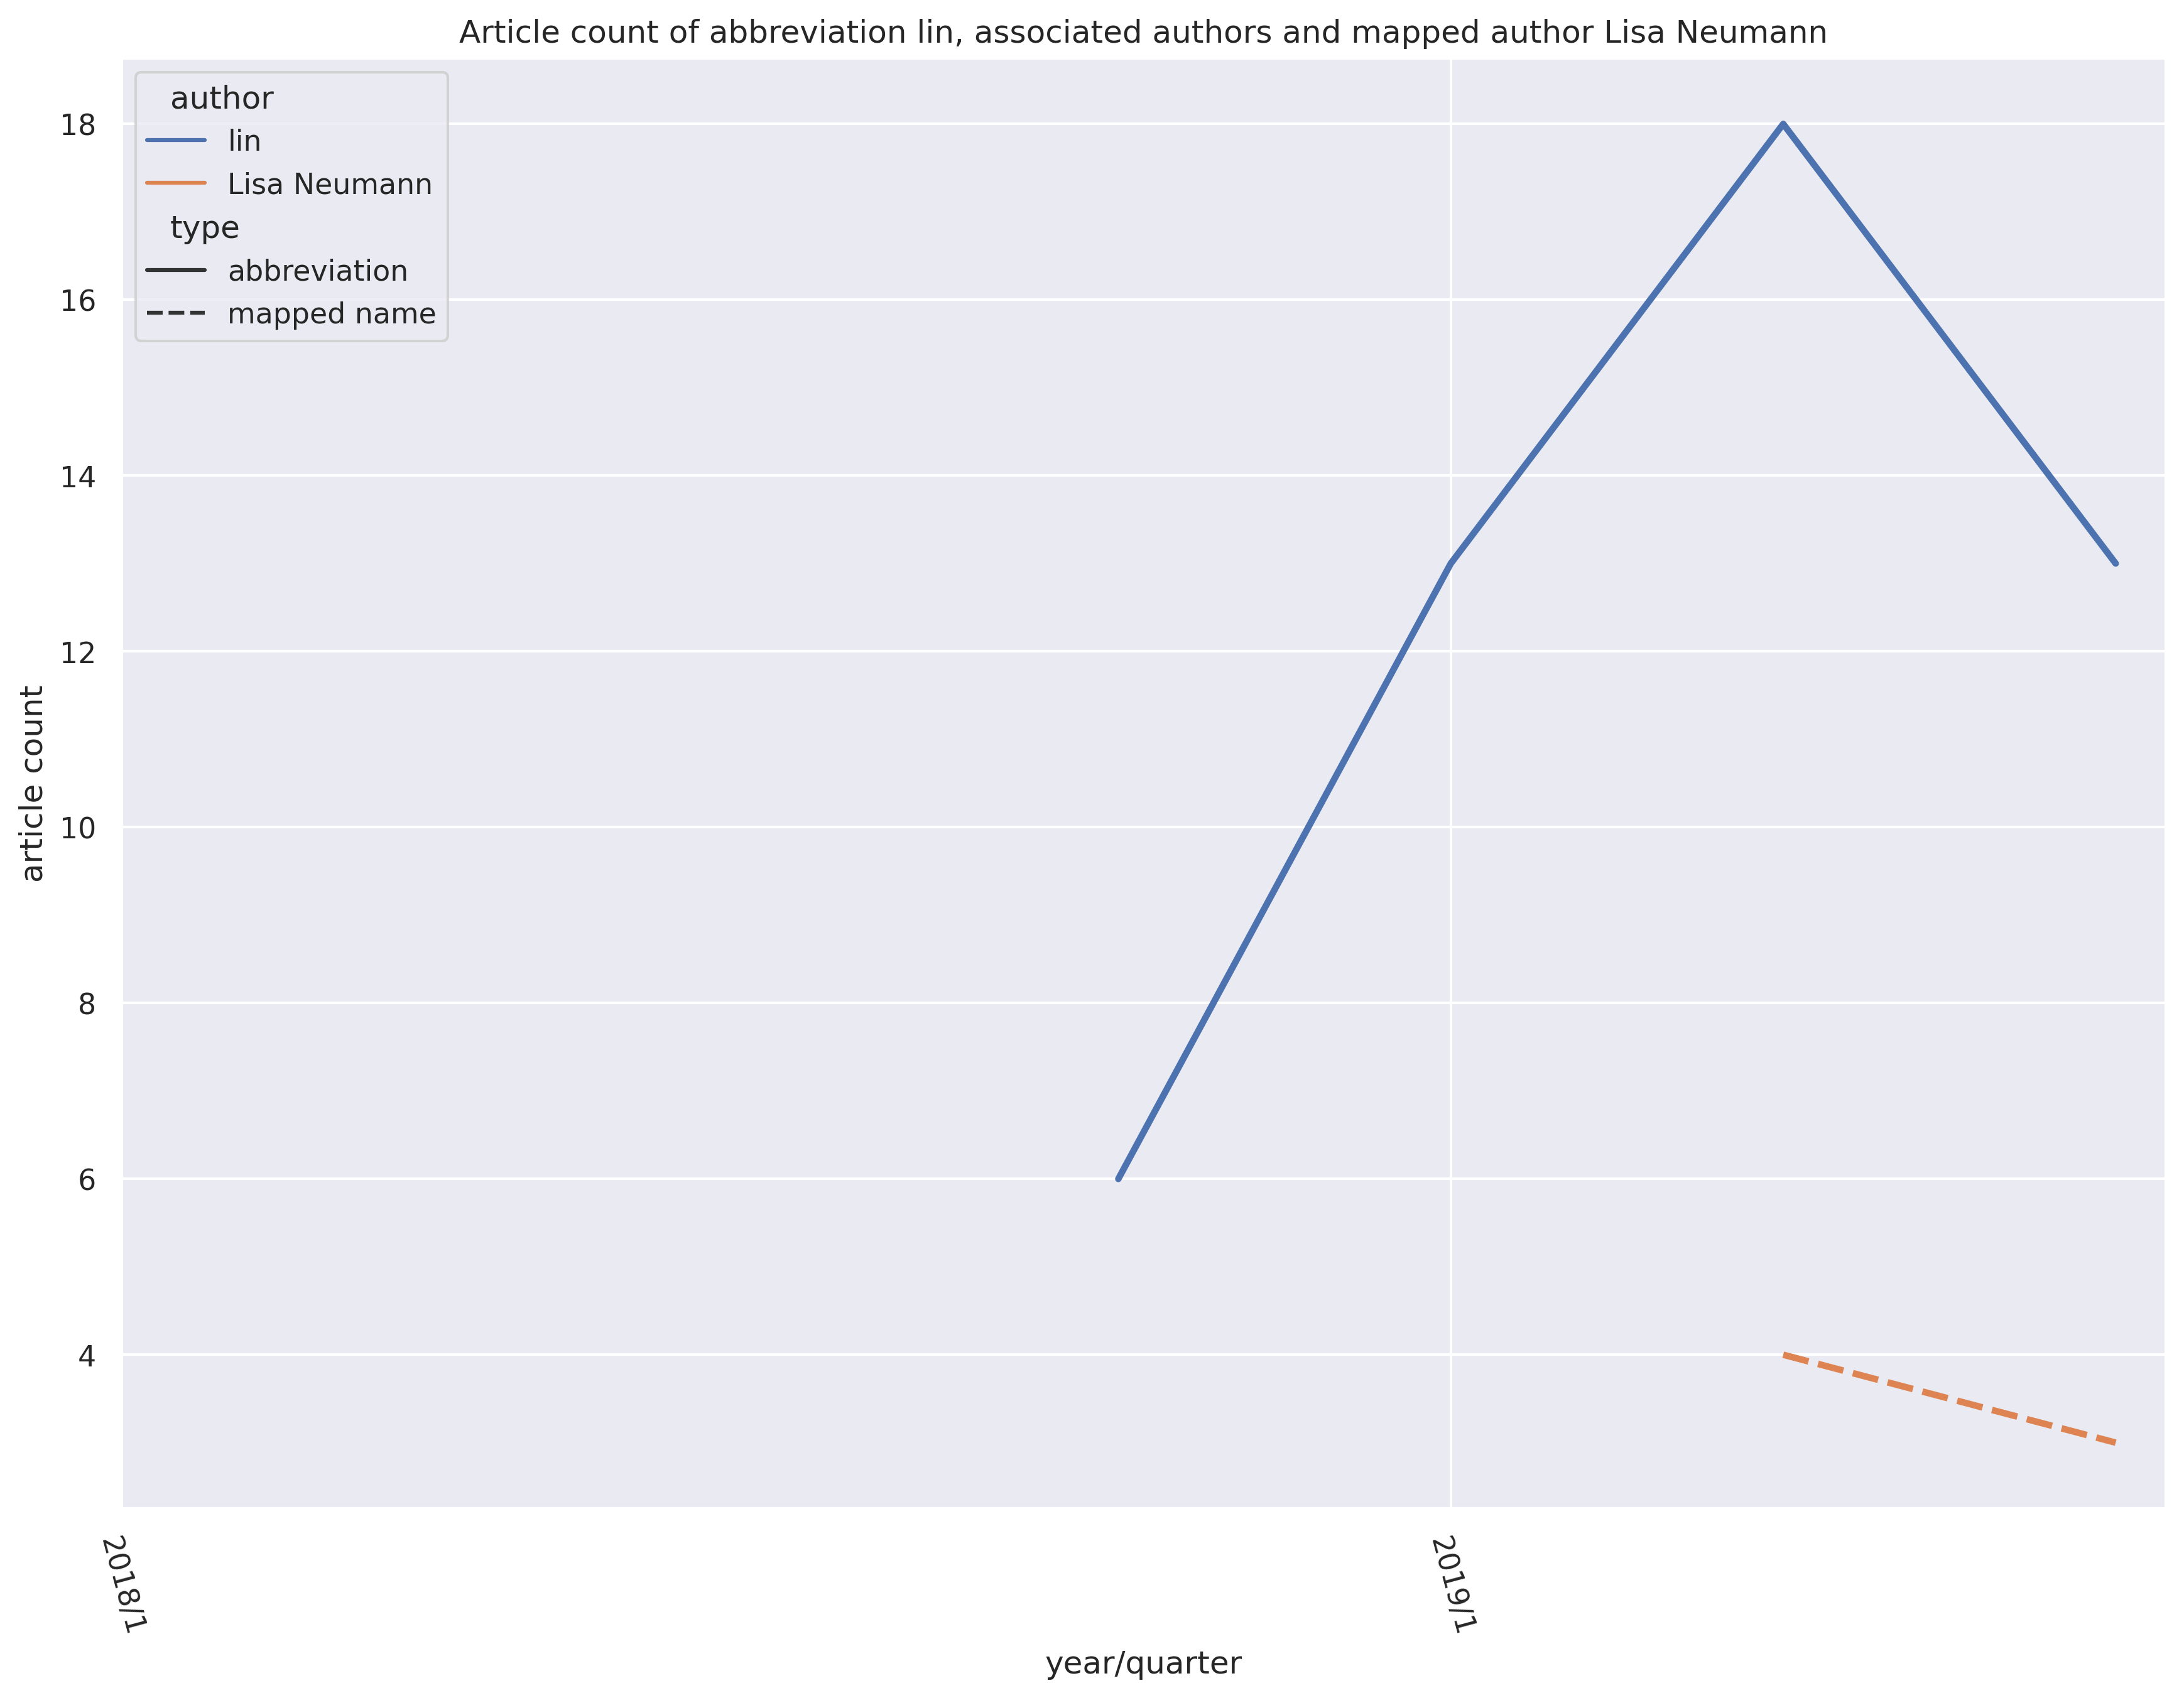 Article count of abbreviation lin, associated authors and mapped author Lisa Neumann
author
lin
Lisa Neumann
type
abbreviation
mapped name
18
16
14
12
10
8
6
4
article count
2018/1
2019/1
year/quarter